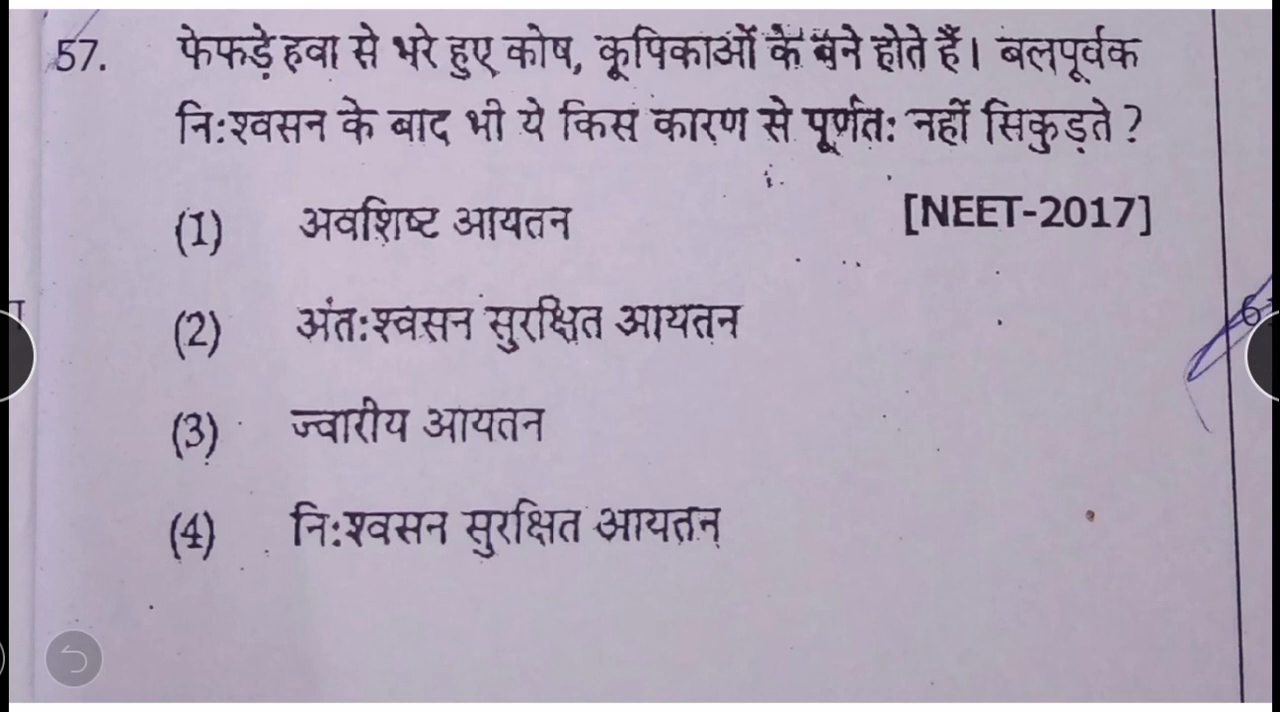 57. फेफड़े हवा से भरे हुए कोष, कूपिकाओं के बने होते हैं। बलपूर्वक
नि:श्वसन के बाद भी ये किस कारण से पूर्णत: नहीं सिकुड़ते ?
(1) अवशिष्ट आयतन [NEET-2017]
(2) अंत:श्वसन सुरक्षित आयतन
(3) ज्वारीय आयतन
(4) नि:श्वसन सुरक्षित आयतन